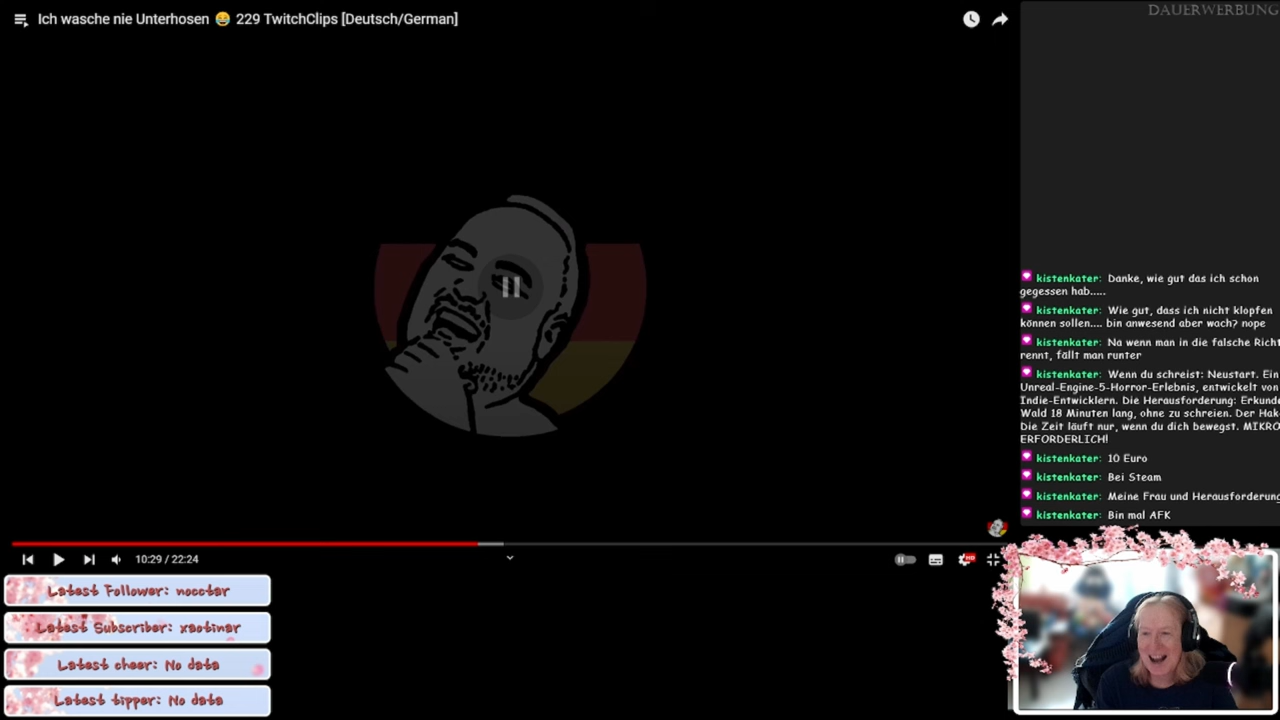 Ich wasche nie Unterhosen 😂 229 TwitchClips [Deutsch/German]
DAUERWERBUNG
kistenkater: Danke, wie gut das ich schon
gegessen hab.....
kistenkater: Wie gut, dass ich nicht klopfen
können sollen.... bin anwesend aber wach? nope
kistenkater: Na wenn man in die falsche Richt
rennt, fällt man runter
kistenkater: Wenn du schreist: Neustart. Ein
Unreal-Engine-5-Horror-Erlebnis, entwickelt von
Indie-Entwicklern. Die Herausforderung: Erkunde
Wald 18 Minuten lang, ohne zu schreien. Der Hak
Die Zeit läuft nur, wenn du dich bewegst. MIKRO
ERFORDERLICH!
kistenkater: 10 Euro
kistenkater: Bei Steam
kistenkater: Meine Frau und Herausforderung
kistenkater: Bin mal AFK
10:29 / 22:24
HD
Latest Follower: nocctar
Latest Subscriber: xaotinar
Latest cheer: No data
Latest tipper: No data